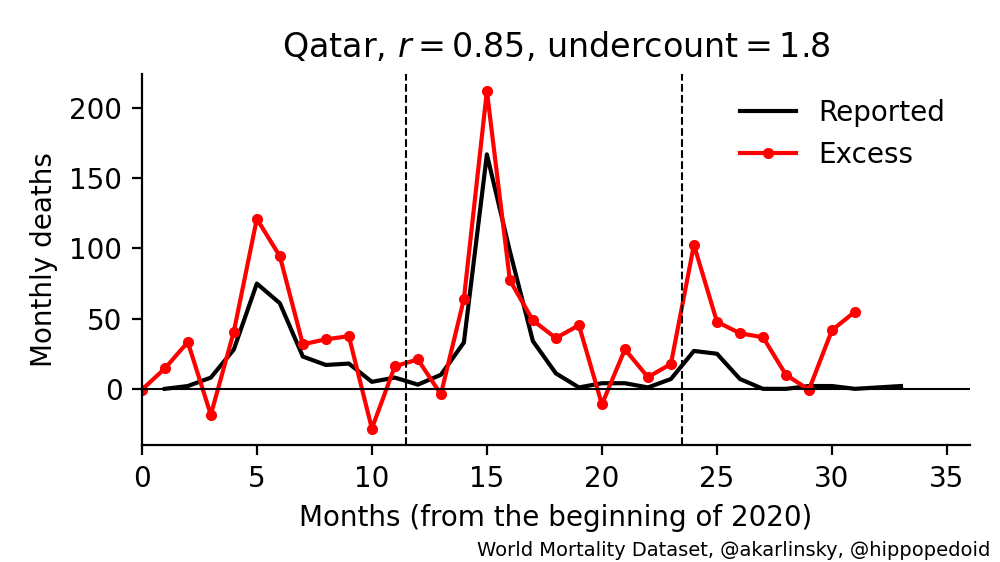 Qatar, r = 0.85, undercount = 1.8
Reported
Excess
Monthly deaths
200
150
100
50
0
0 5 10 15 20 25 30 35
Months (from the beginning of 2020)
World Mortality Dataset, @akarlinsky, @hippopedoid